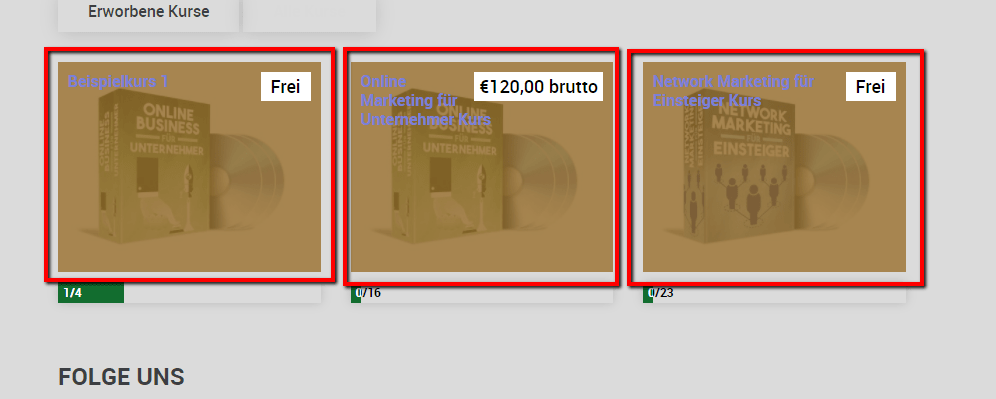 Erworbene Kurse
Beispielkurs 1
Frei
ONLINE
BUSINESS
FÜR
UNTERNEHMER
1/4
Online
Marketing für
Unternehmer Kurs
€120,00 brutto
ONLINE
BUSINESS
FÜR
UNTERNEHMER
0/16
Network Marketing für
Einsteiger Kurs
Frei
NETWORK
MARKETING
FÜR
EINSTEIGER
0/23
FOLGE UNS